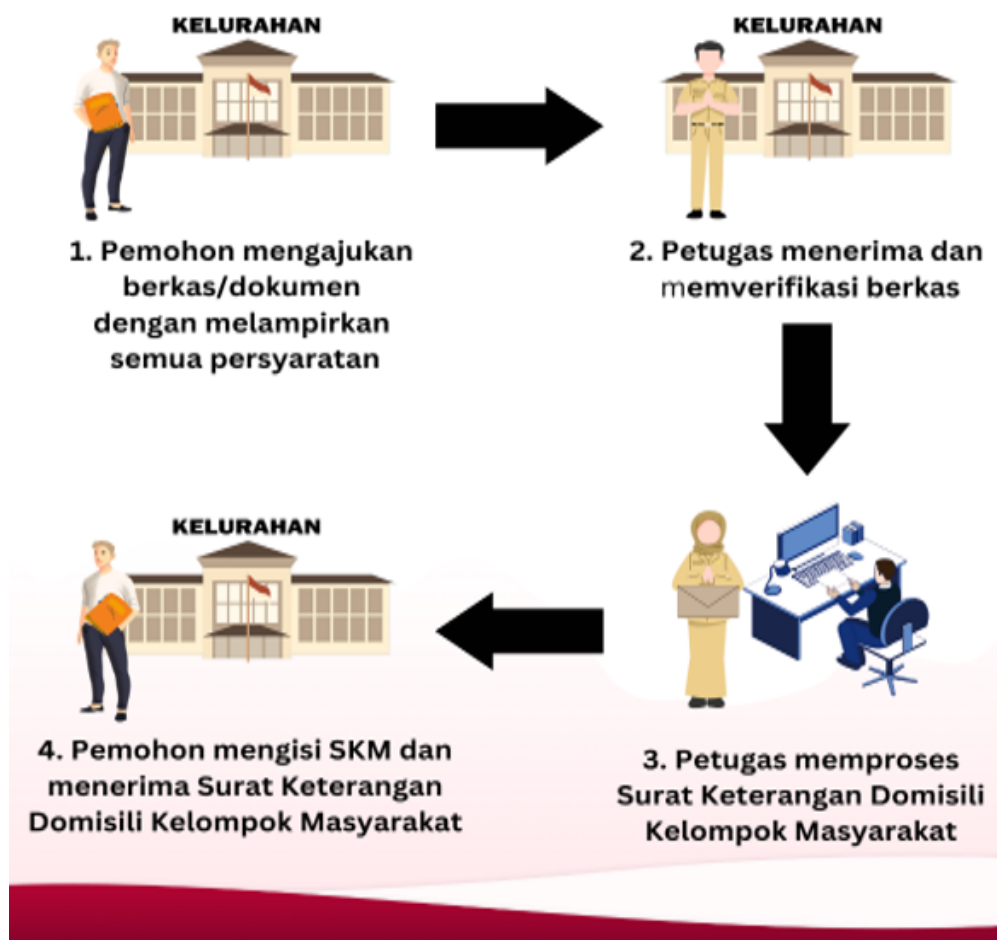 KELURAHAN
1. Pemohon mengajukan
berkas/dokumen
dengan melampirkan
semua persyaratan
KELURAHAN
2. Petugas menerima dan
memverifikasi berkas
3. Petugas memproses
Surat Keterangan Domisili
Kelompok Masyarakat
KELURAHAN
4. Pemohon mengisi SKM dan
menerima Surat Keterangan
Domisili Kelompok Masyarakat